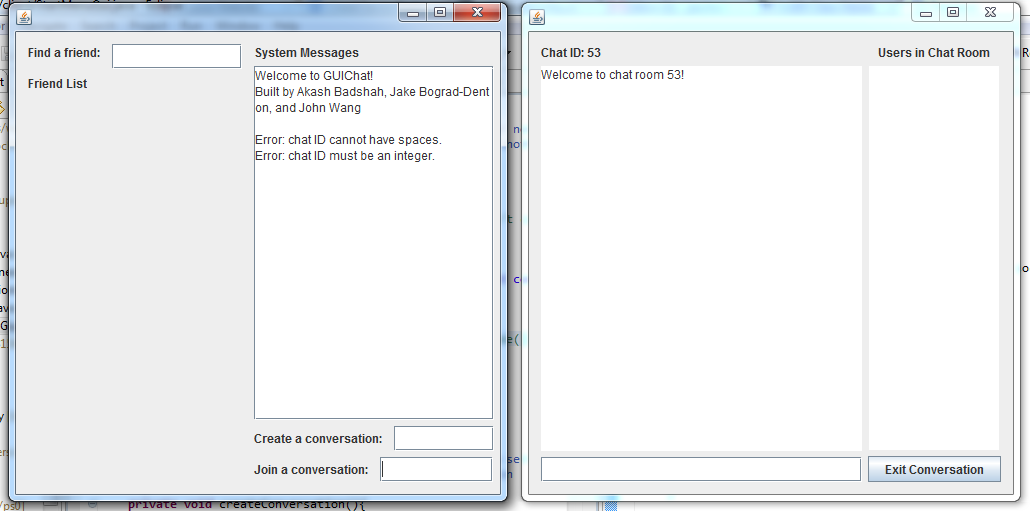 Find a friend:
System Messages
Friend List
Welcome to GUIChat!
Built by Akash Badshah, Jake Bograd-Dent
on, and John Wang
Error: chat ID cannot have spaces.
Error: chat ID must be an integer.
Create a conversation:
Join a conversation:
Chat ID: 53
Users in Chat Room
Welcome to chat room 53!
Exit Conversation
private void createConversation(){